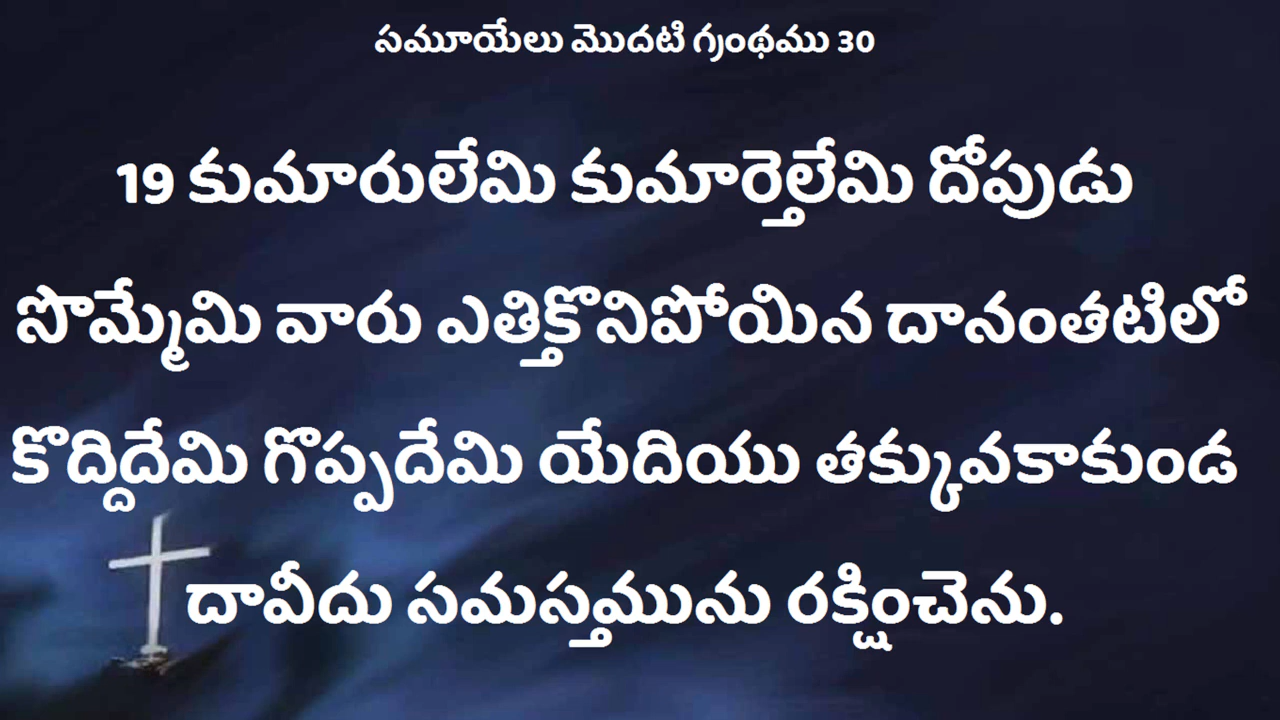 సమూయేలు మొదటి గ్రంథము 30
19 కుమారులేమి కుమార్తెలేమి దోపుడు
సొమ్మేమి వారు ఎత్తికొనిపోయిన దానంతటిలో
కొద్దిదేమి గొప్పదేమి యేదియు తక్కువకాకుండ
దావీదు సమస్తమును రక్షించెను.